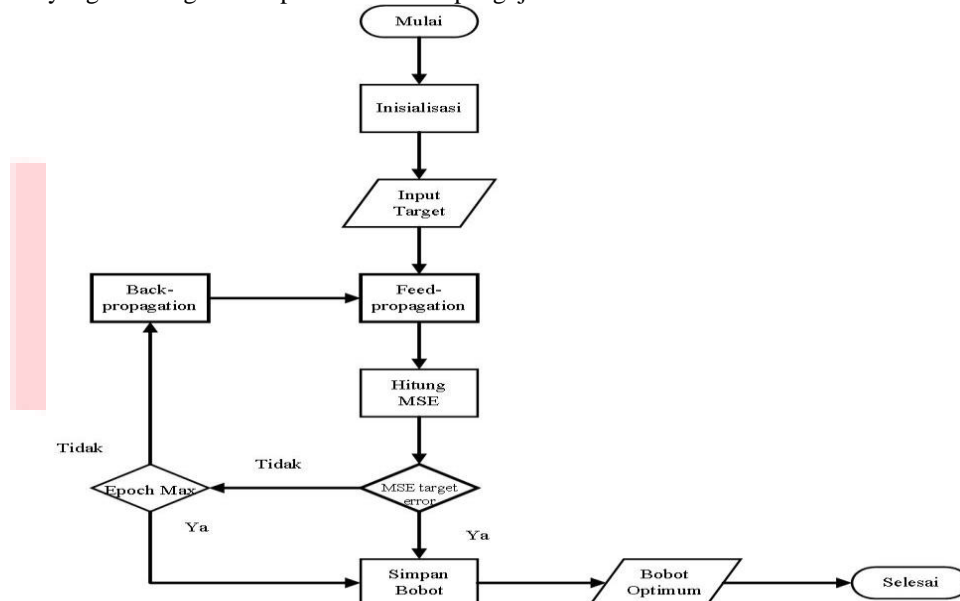 Mulai
Inisialisasi
Input
Target
Back-
propagation
Feed-
propagation
Hitung
MSE
Tidak
Tidak
Epoch Max
MSE target
error
Ya
Ya
Simpan
Bobot
Bobot
Optimum
Selesai